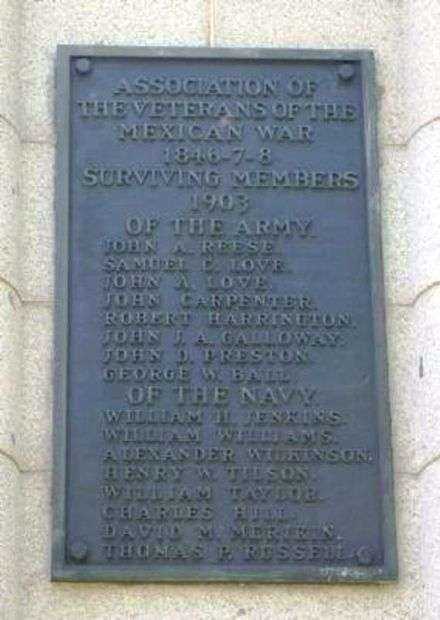 ASSOCIATION OF
THE VETERANS OF THE
MEXICAN WAR
1846-7-8
SURVIVING MEMBERS
1903
OF THE ARMY.
JOHN A. REESE.
SAMUEL C. LOVE.
JOHN A. LOVE.
JOHN CARPENTER.
ROBERT HARRINGTON.
JOHN J. A. GALLOWAY.
JOHN D. PRESTON.
GEORGE W. BALL.
OF THE NAVY
WILLIAM H. JENKINS.
WILLIAM WILLIAMS.
ALEXANDER WILKINSON.
HENRY W. TILSON.
WILLIAM TAYLOR.
CHARLES HILL.
DAVID M.
THOMAS P. RUSSELL.